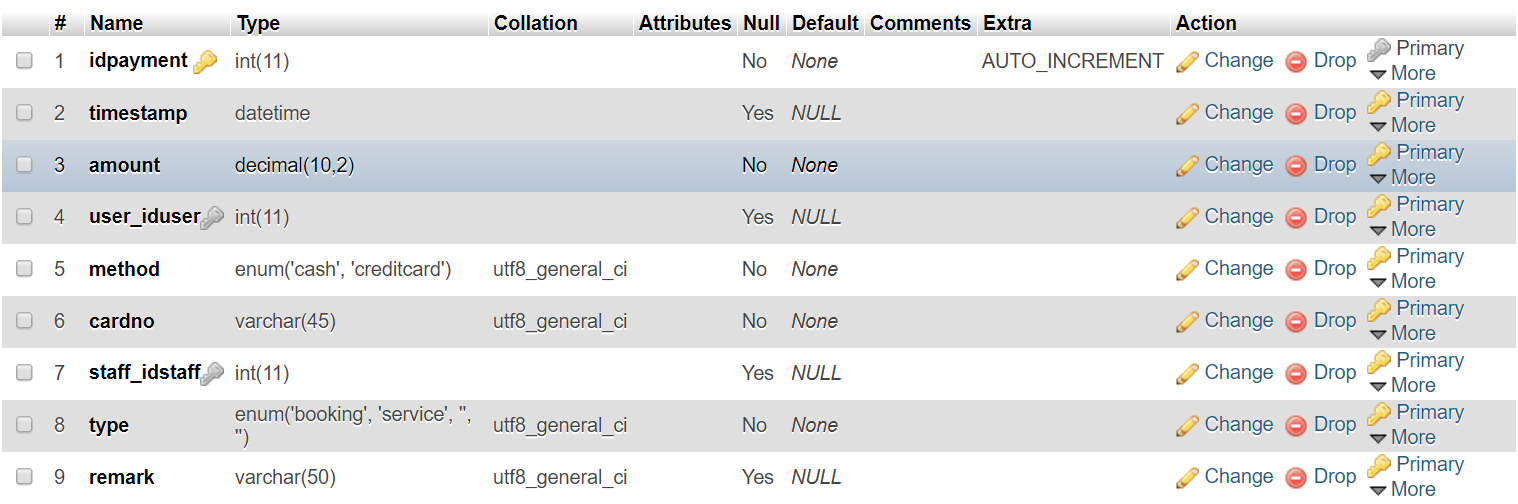 # Name Type Collation Attributes Null Default Comments Extra Action
1 idpayment int(11) No None AUTO_INCREMENT Change Drop Primary
More
2 timestamp datetime Yes NULL Change Drop Primary
More
3 amount decimal(10,2) No None Change Drop Primary
More
4 user_iduser int(11) Yes NULL Change Drop Primary
More
5 method enum('cash', 'creditcard') utf8_general_ci No None Change Drop Primary
More
6 cardno varchar(45) utf8_general_ci No None Change Drop Primary
More
7 staff_idstaff int(11) Yes NULL Change Drop Primary
More
8 type enum('booking', 'service', '', utf8_general_ci No None Change Drop Primary
'') More
9 remark varchar(50) utf8_general_ci Yes NULL Change Drop Primary
More